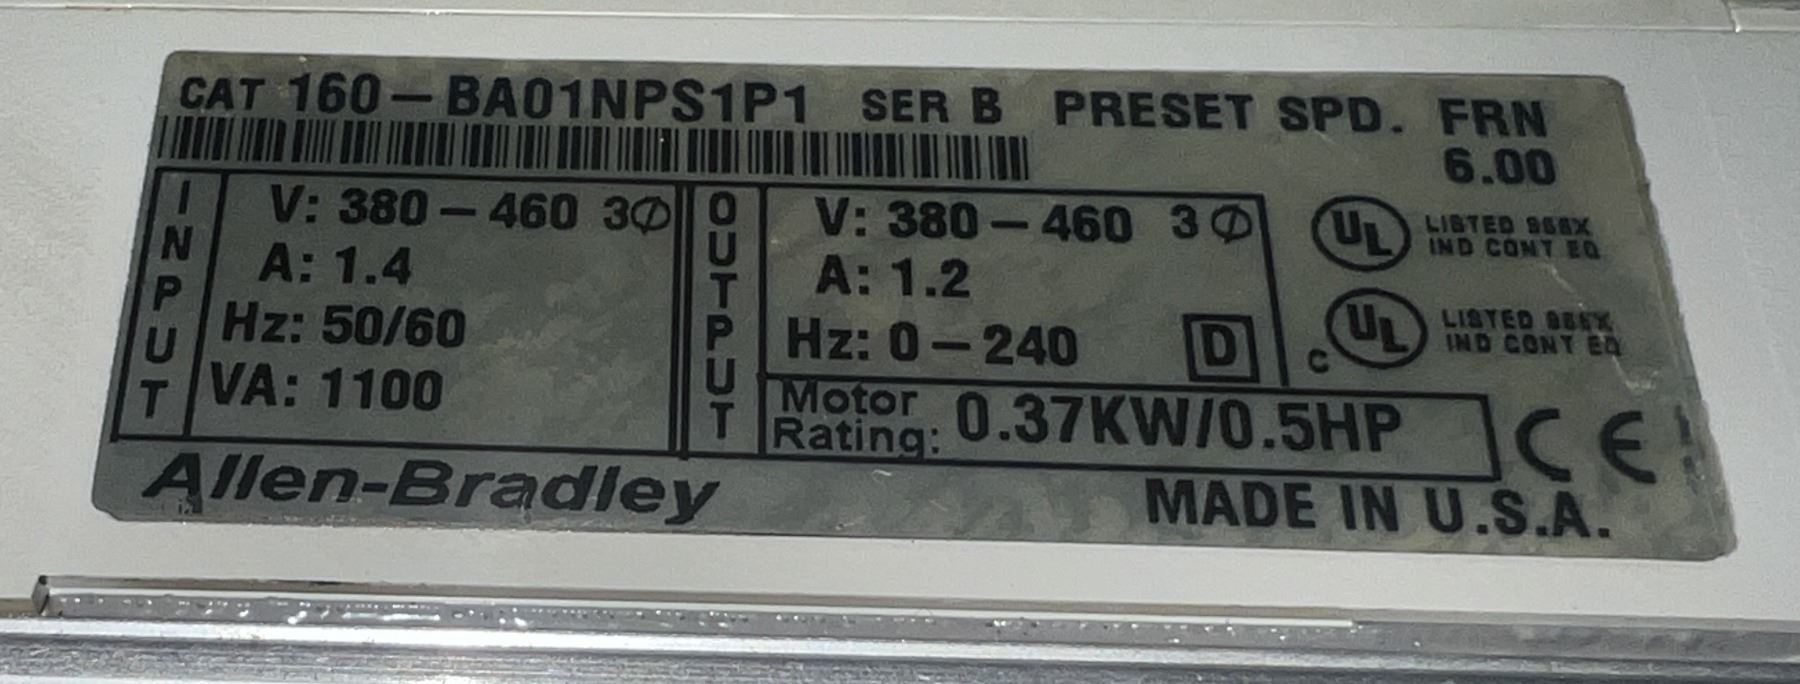 CAT 160-BA01NPS1P1 SER B PRESET SPD. FRN
6.00
INPUT
V: 380-460 3Ø
A: 1.4
Hz: 50/60
VA: 1100
OUTPUT
V: 380-460 3Ø
A: 1.2
Hz: 0-240
D
Motor
Rating: 0.37KW/0.5HP
UL LISTED
IND CONT EQ
C UL LISTED
IND CONT EQ
CE
Allen-Bradley
MADE IN U.S.A.